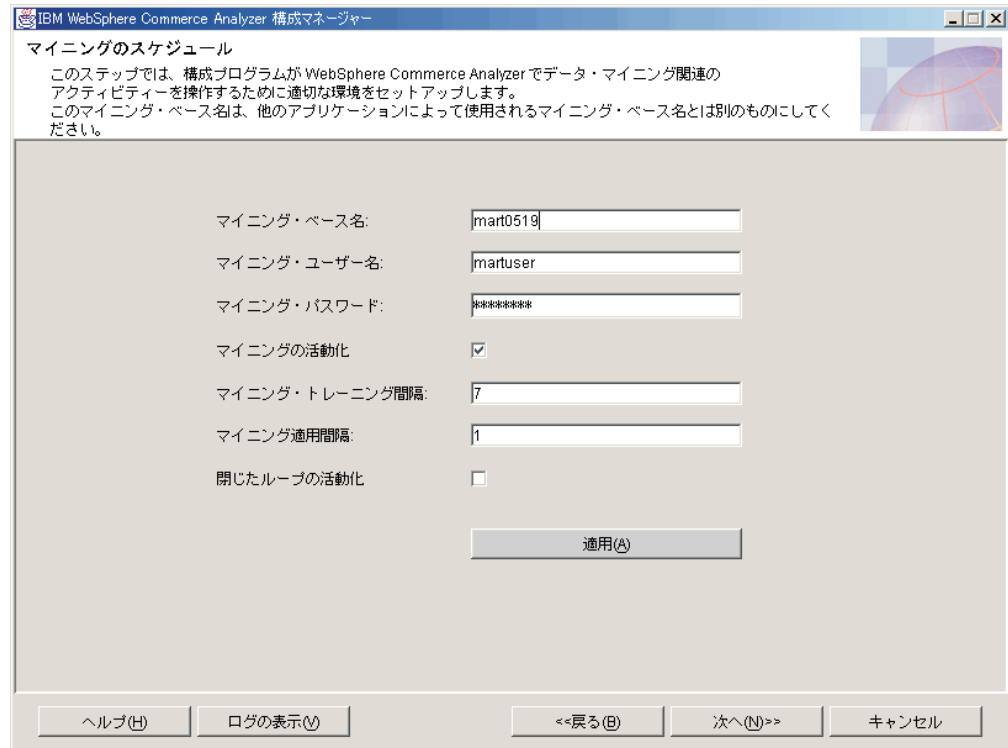 IBM WebSphere Commerce Analyzer 構成マネージャー
マイニングのスケジュール
このステップでは、構成プログラムが WebSphere Commerce Analyzer でデータ・マイニング関連の
アクティビティーを操作するために適切な環境をセットアップします。
このマイニング・ベース名は、他のアプリケーションによって使用されるマイニング・ベース名とは別のものにしてく
ださい。
マイニング・ベース名: mart0519
マイニング・ユーザー名: martuser
マイニング・パスワード: ********
マイニングの活動化
マイニング・トレーニング間隔: 7
マイニング適用間隔: 1
閉じたループの活動化
適用(A)
ヘルプ(H) ログの表示(V) <<戻る(B) 次へ(N)>> キャンセル